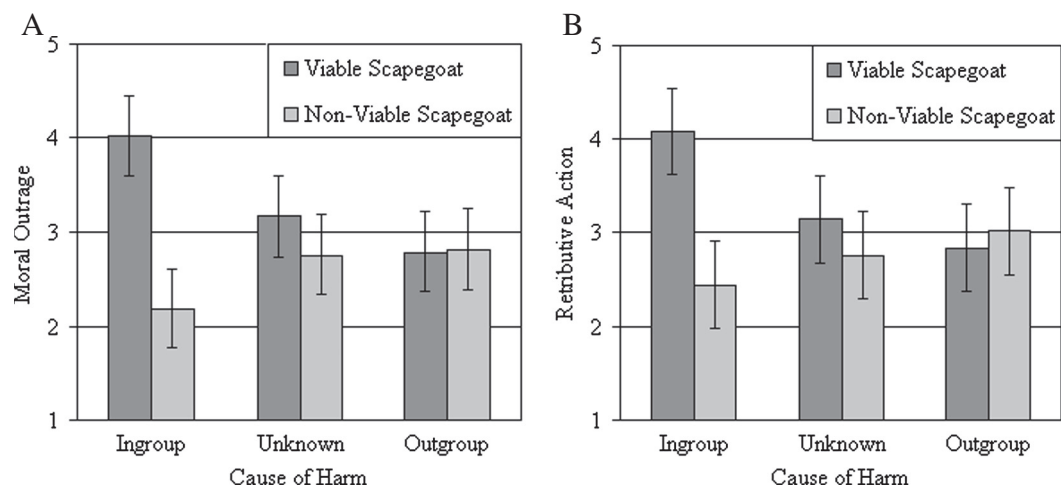 A
5
4
3
2
1
Moral Outrage
Viable Scapegoat
Non-Viable Scapegoat
Ingroup
Unknown
Outgroup
Cause of Harm
B
5
4
3
2
1
Retributive Action
Viable Scapegoat
Non-Viable Scapegoat
Ingroup
Unknown
Outgroup
Cause of Harm